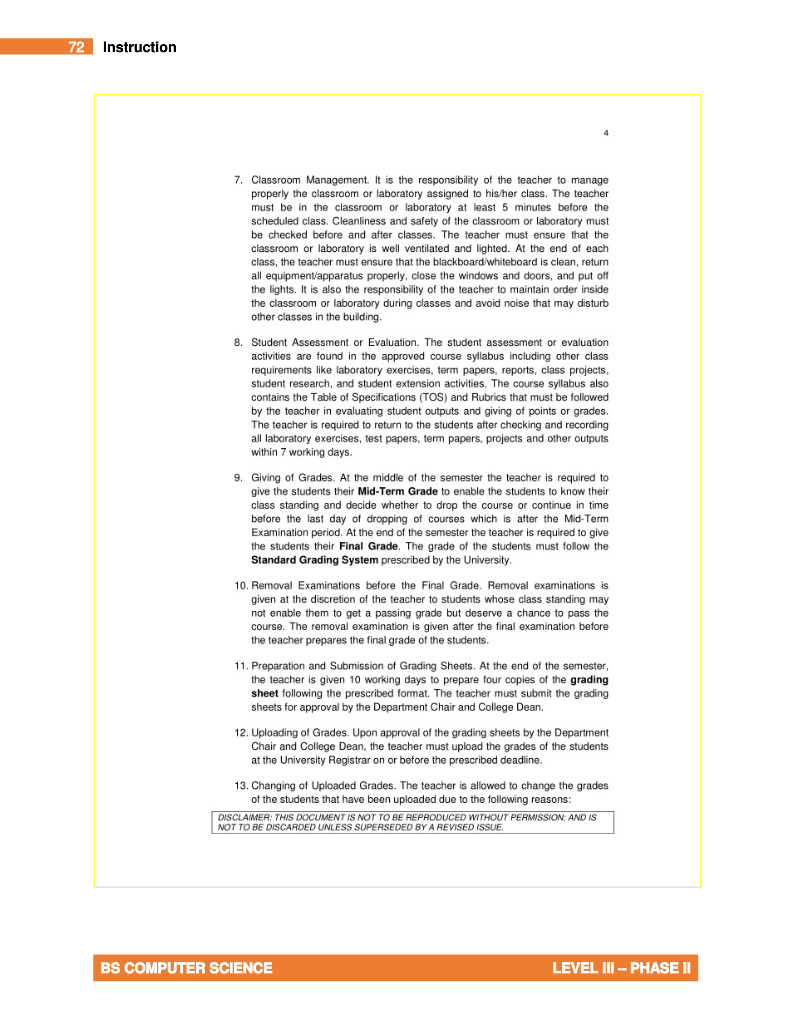 72 Instruction
4
7. Classroom Management. It is the responsibility of the teacher to manage
properly the classroom or laboratory assigned to his/her class. The teacher
must be in the classroom or laboratory at least 5 minutes before the
scheduled class. Cleanliness and safety of the classroom or laboratory must
be checked before and after classes. The teacher must ensure that the
classroom or laboratory is well ventilated and lighted. At the end of each
class, the teacher must ensure that the blackboard/whiteboard is clean, return
all equipment/apparatus properly, close the windows and doors, and put off
the lights. It is also the responsibility of the teacher to maintain order inside
the classroom or laboratory during classes and avoid noise that may disturb
other classes in the building.
8. Student Assessment or Evaluation. The student assessment or evaluation
activities are found in the approved course syllabus including other class
requirements like laboratory exercises, term papers, reports, class projects,
student research, and student extension activities. The course syllabus also
contains the Table of Specifications (TOS) and Rubrics that must be followed
by the teacher in evaluating student outputs and giving of points or grades.
The teacher is required to return to the students after checking and recording
all laboratory exercises, test papers, term papers, projects and other outputs
within 7 working days.
9. Giving of Grades. At the middle of the semester the teacher is required to
give the students their Mid-Term Grade to enable the students to know their
class standing and decide whether to drop the course or continue in time
before the last day of dropping of courses which is after the Mid-Term
Examination period. At the end of the semester the teacher is required to give
the students their Final Grade. The grade of the students must follow the
Standard Grading System prescribed by the University.
10. Removal Examinations before the Final Grade. Removal examinations is
given at the discretion of the teacher to students whose class standing may
not enable them to get a passing grade but deserve a chance to pass the
course. The removal examination is given after the final examination before
the teacher prepares the final grade of the students.
11. Preparation and Submission of Grading Sheets. At the end of the semester,
the teacher is given 10 working days to prepare four copies of the grading
sheet following the prescribed format. The teacher must submit the grading
sheets for approval by the Department Chair and College Dean.
12. Uploading of Grades. Upon approval of the grading sheets by the Department
Chair and College Dean, the teacher must upload the grades of the students
at the University Registrar on or before the prescribed deadline.
13. Changing of Uploaded Grades. The teacher is allowed to change the grades
of the students that have been uploaded due to the following reasons:
DISCLAIMER: THIS DOCUMENT IS NOT TO BE REPRODUCED WITHOUT PERMISSION; AND IS
NOT TO BE DISCARDED UNLESS SUPERSEDED BY A REVISED ISSUE.
BS COMPUTER SCIENCE LEVEL III – PHASE II